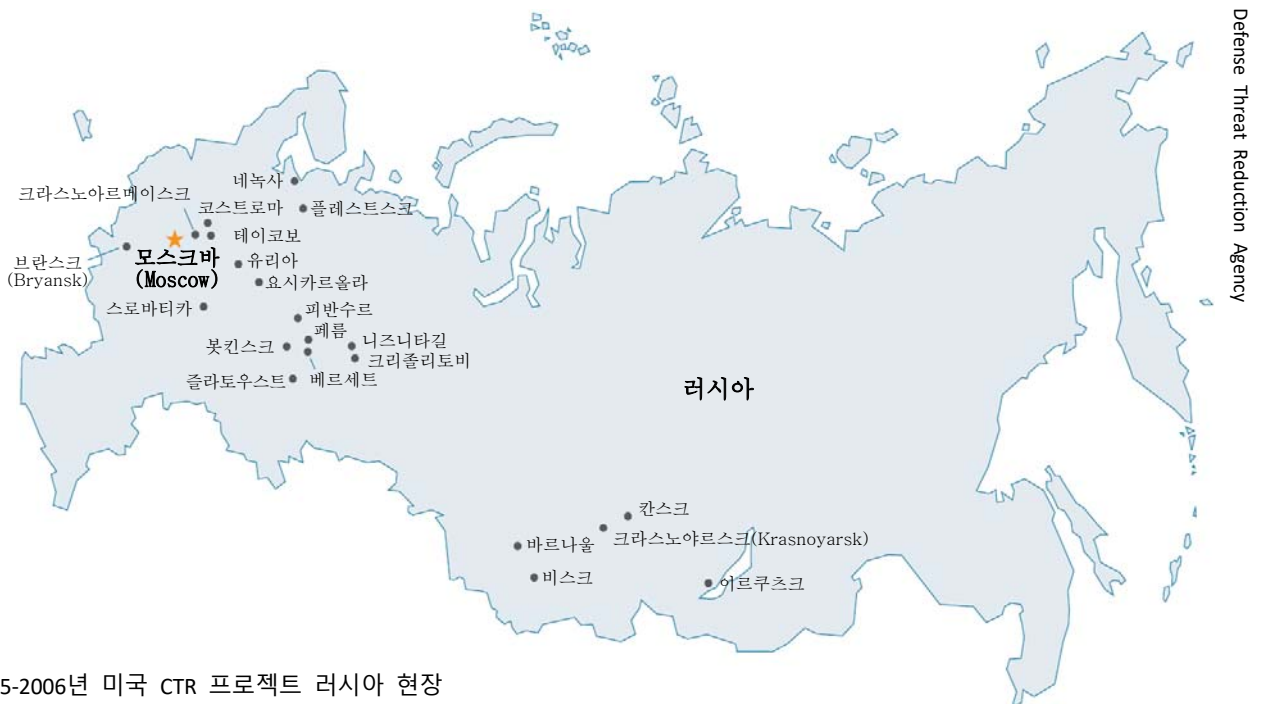 Defense Threat Reduction Agency
네녹사
크라스노아르메이스크
코스트로마
플레스트스크
테이코보
브란스크
(Bryansk)
모스크바
(Moscow)
유리아
요시카르올라
스로바티카
피반수르
페름
봇킨스크
니즈니타길
크리졸리토비
즐라토우스트
베르세트
러시아
칸스크
크라스노야르스크(Krasnoyarsk)
바르나울
비스크
이르쿠츠크
5-2006년 미국 CTR 프로젝트 러시아 현장